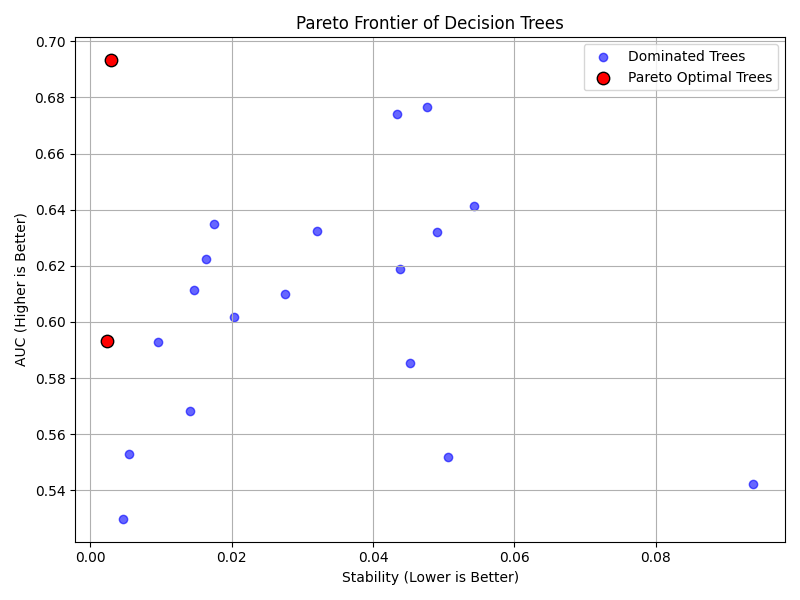 Pareto Frontier of Decision Trees
0.70
0.68
0.66
0.64
0.62
0.60
0.58
0.56
0.54
AUC (Higher is Better)
Dominated Trees
Pareto Optimal Trees
0.00 0.02 0.04 0.06 0.08
Stability (Lower is Better)